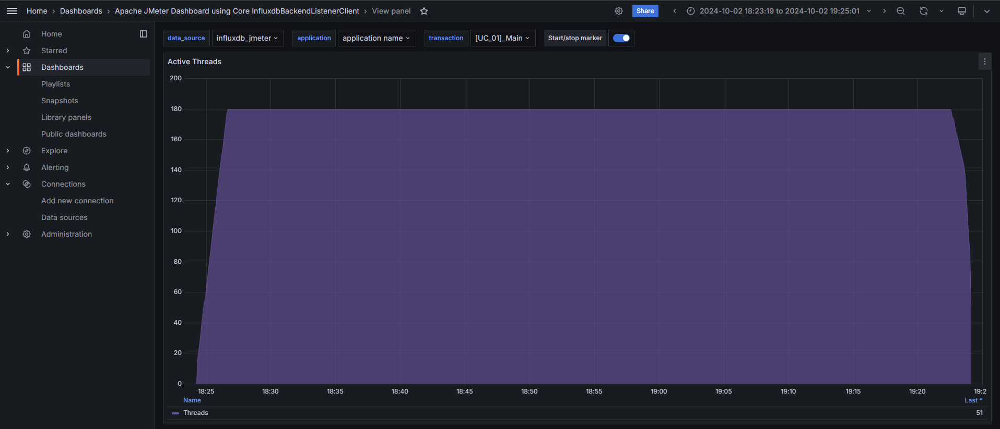 Home › Dashboards › Apache JMeter Dashboard using Core InfluxdbBackendListenerClient › View panel
Share
2024-10-02 18:23:19 to 2024-10-02 19:25:01
Home
Starred
Dashboards
Playlists
Snapshots
Library panels
Public dashboards
Explore
Alerting
Connections
Add new connection
Data sources
Administration
data_source influxdb_jmeter application application name transaction [UC_01]_Main Start/stop marker
Active Threads
200
180
160
140
120
100
80
60
40
20
0
18:25 18:30 18:35 18:40 18:45 18:50 18:55 19:00 19:05 19:10 19:15 19:20 19:2
Name Last *
Threads 51